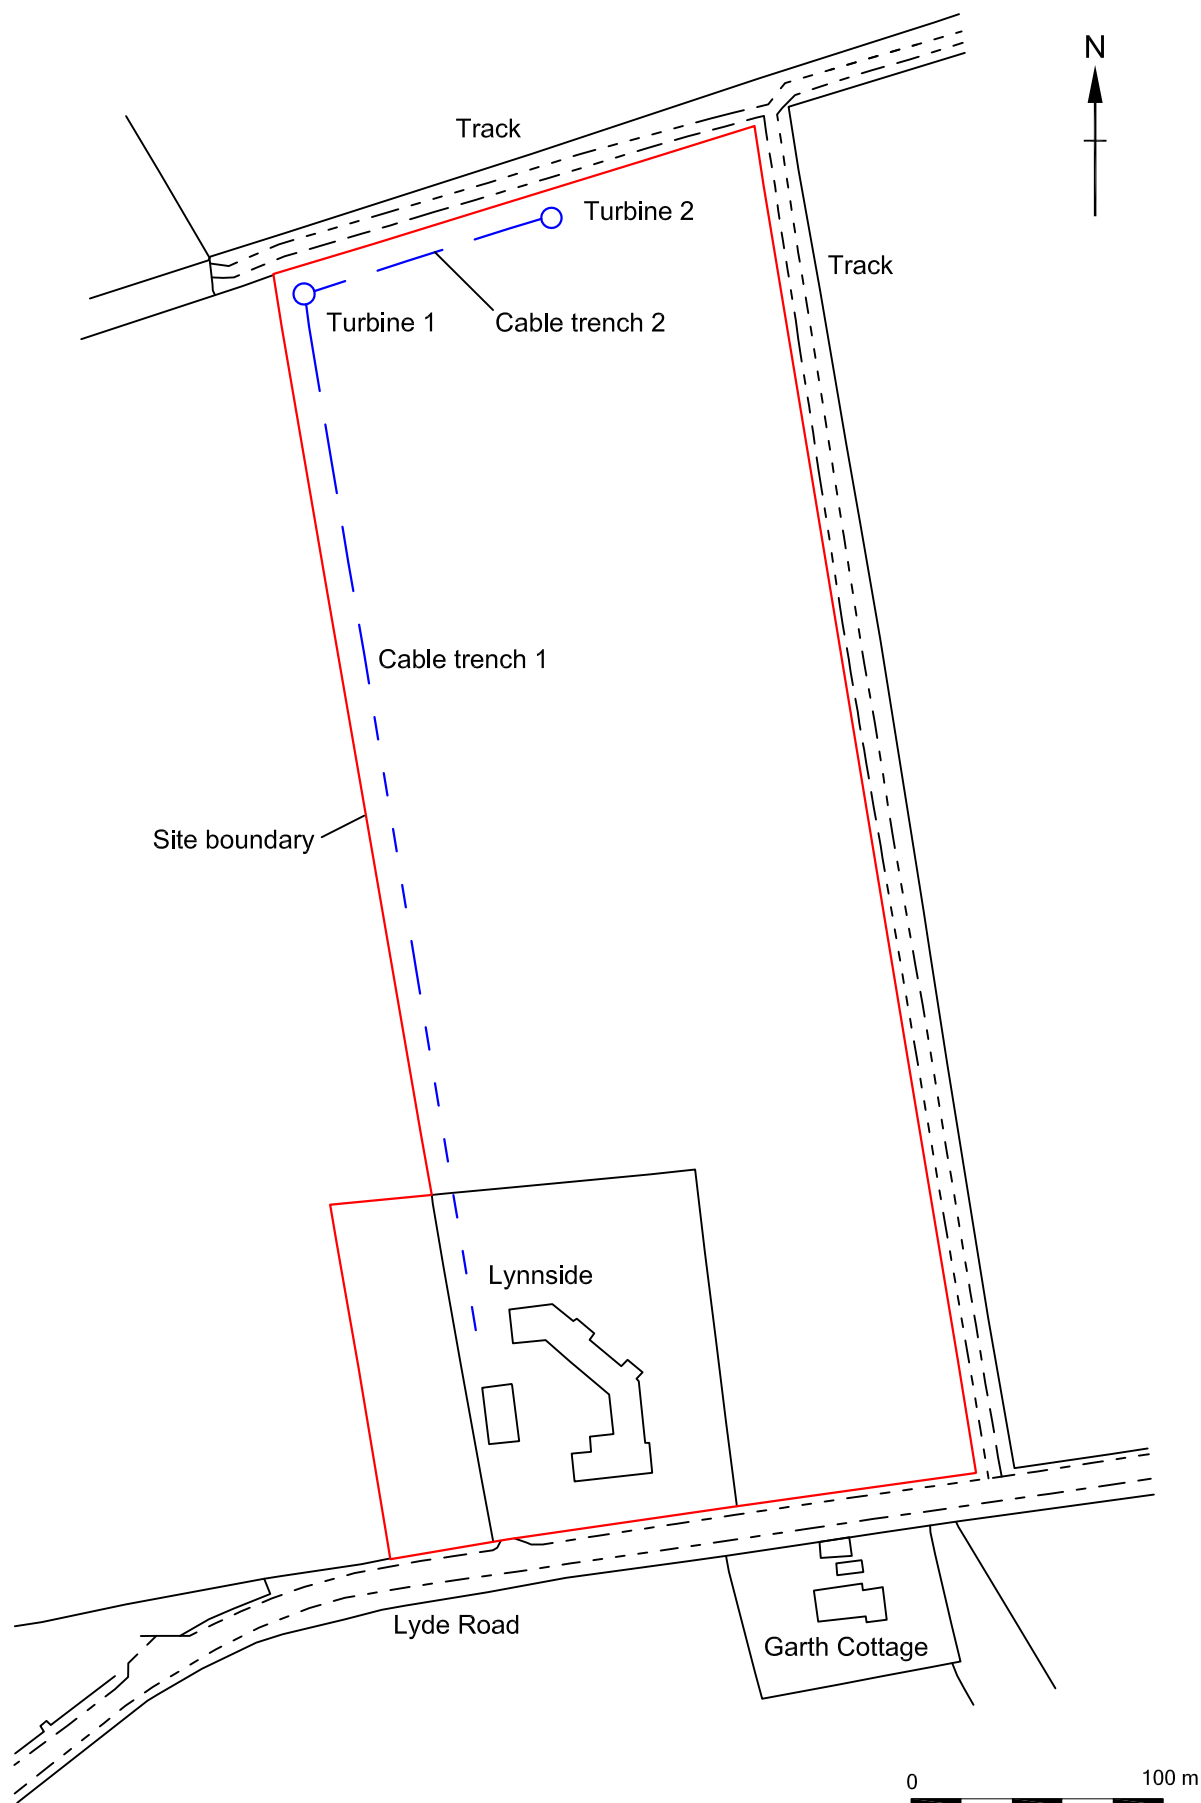 N
Track
Turbine 2
Track
Turbine 1
Cable trench 2
Cable trench 1
Site boundary
Lynnside
Lyde Road
Garth Cottage
0
100 m